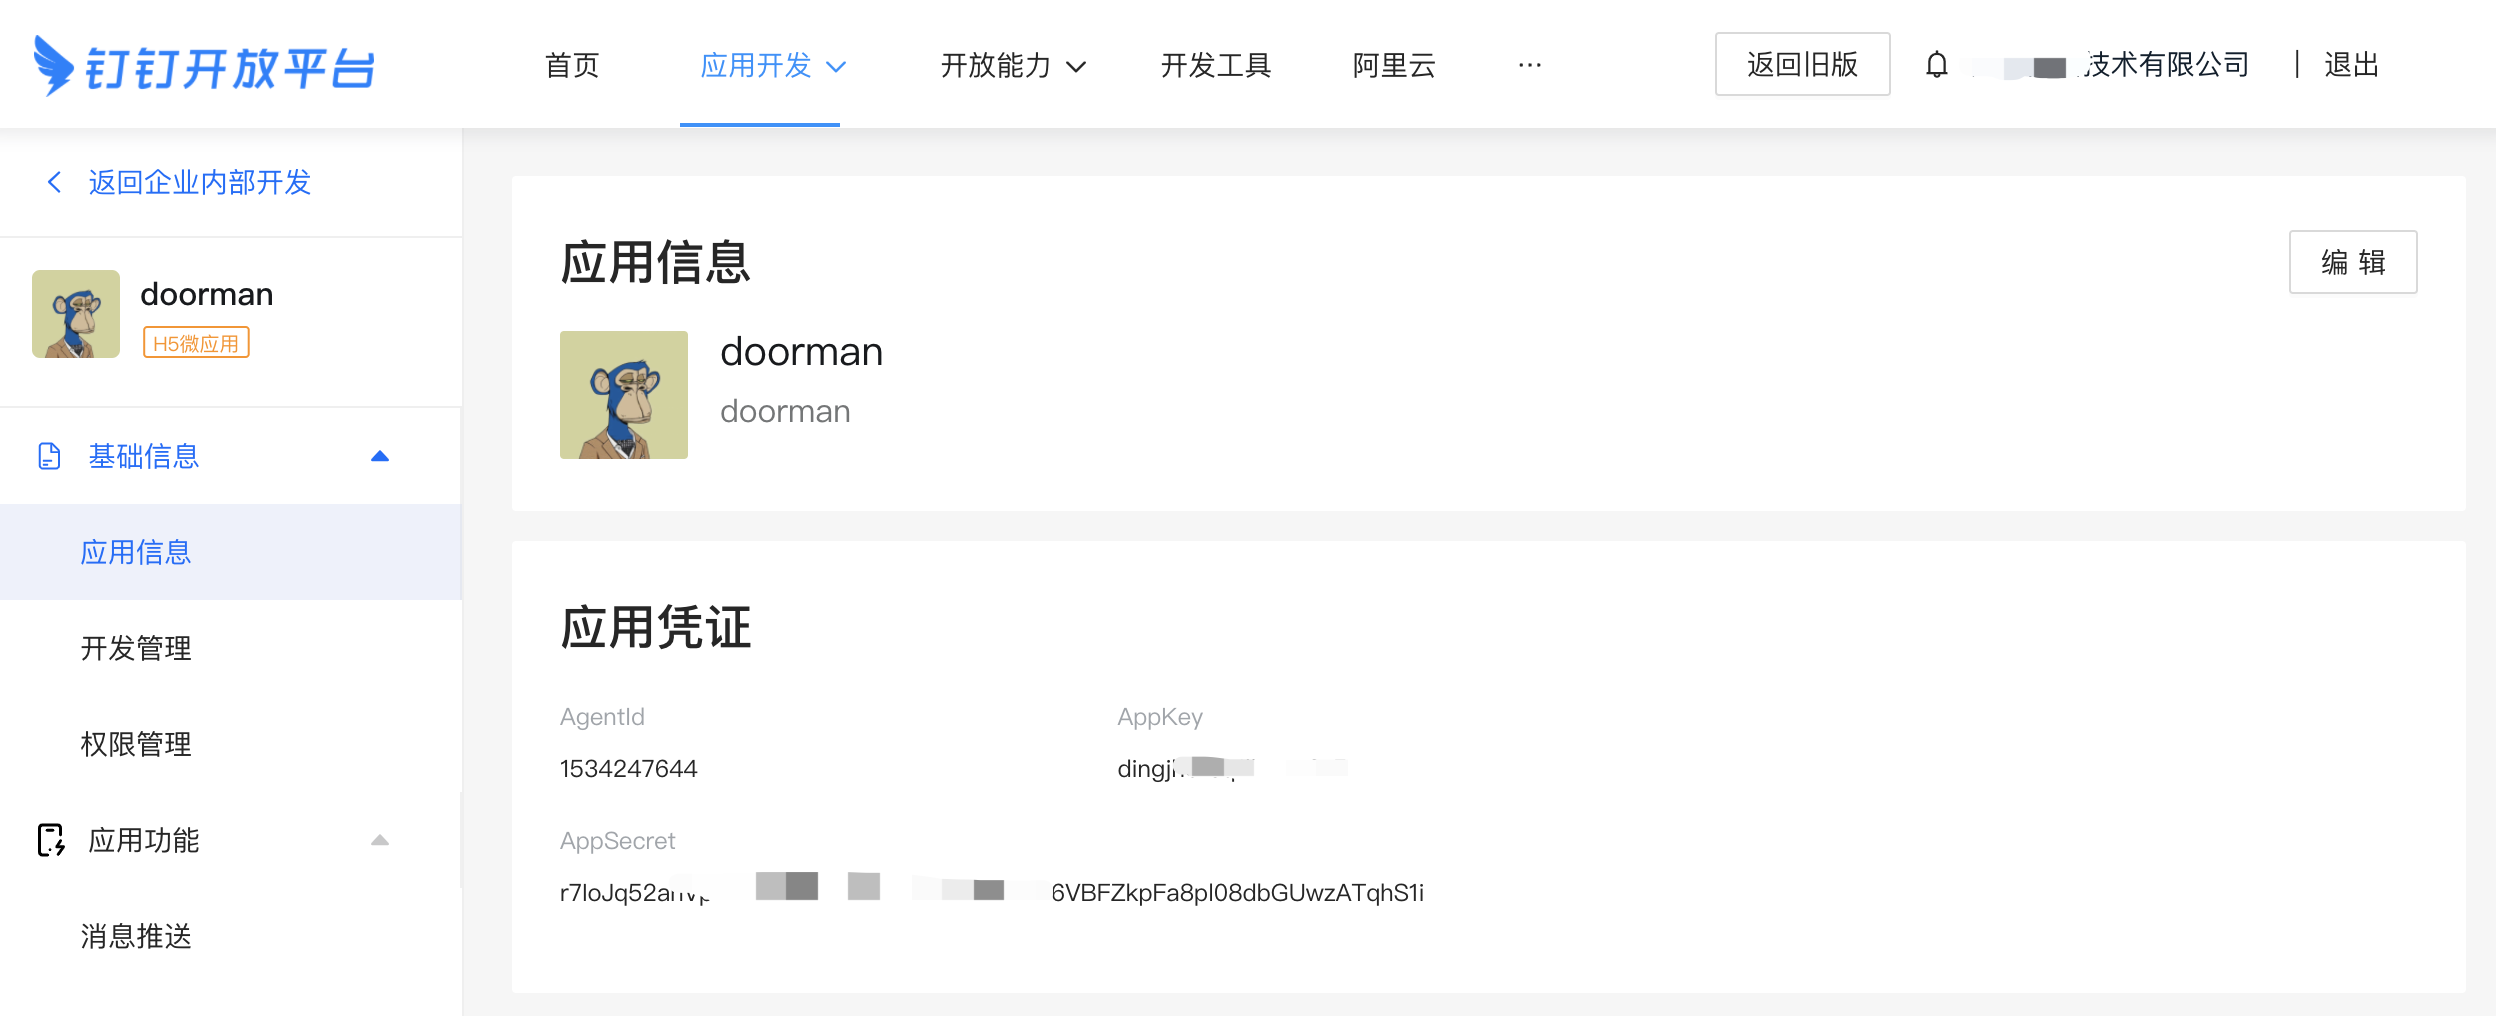 钉钉开放平台
首页
应用开发
开放能力
开发工具
阿里云
···
返回旧版
技术有限公司
退出
返回企业内部开发
doorman
H5微应用
基础信息
应用信息
开发管理
权限管理
应用功能
消息推送
应用信息
编 辑
doorman
doorman
应用凭证
AgentId
1534247644
AppKey
dingj
AppSecret
r7loJq52a 6VBFZkpFa8pl08dbGUwzATqhS1i